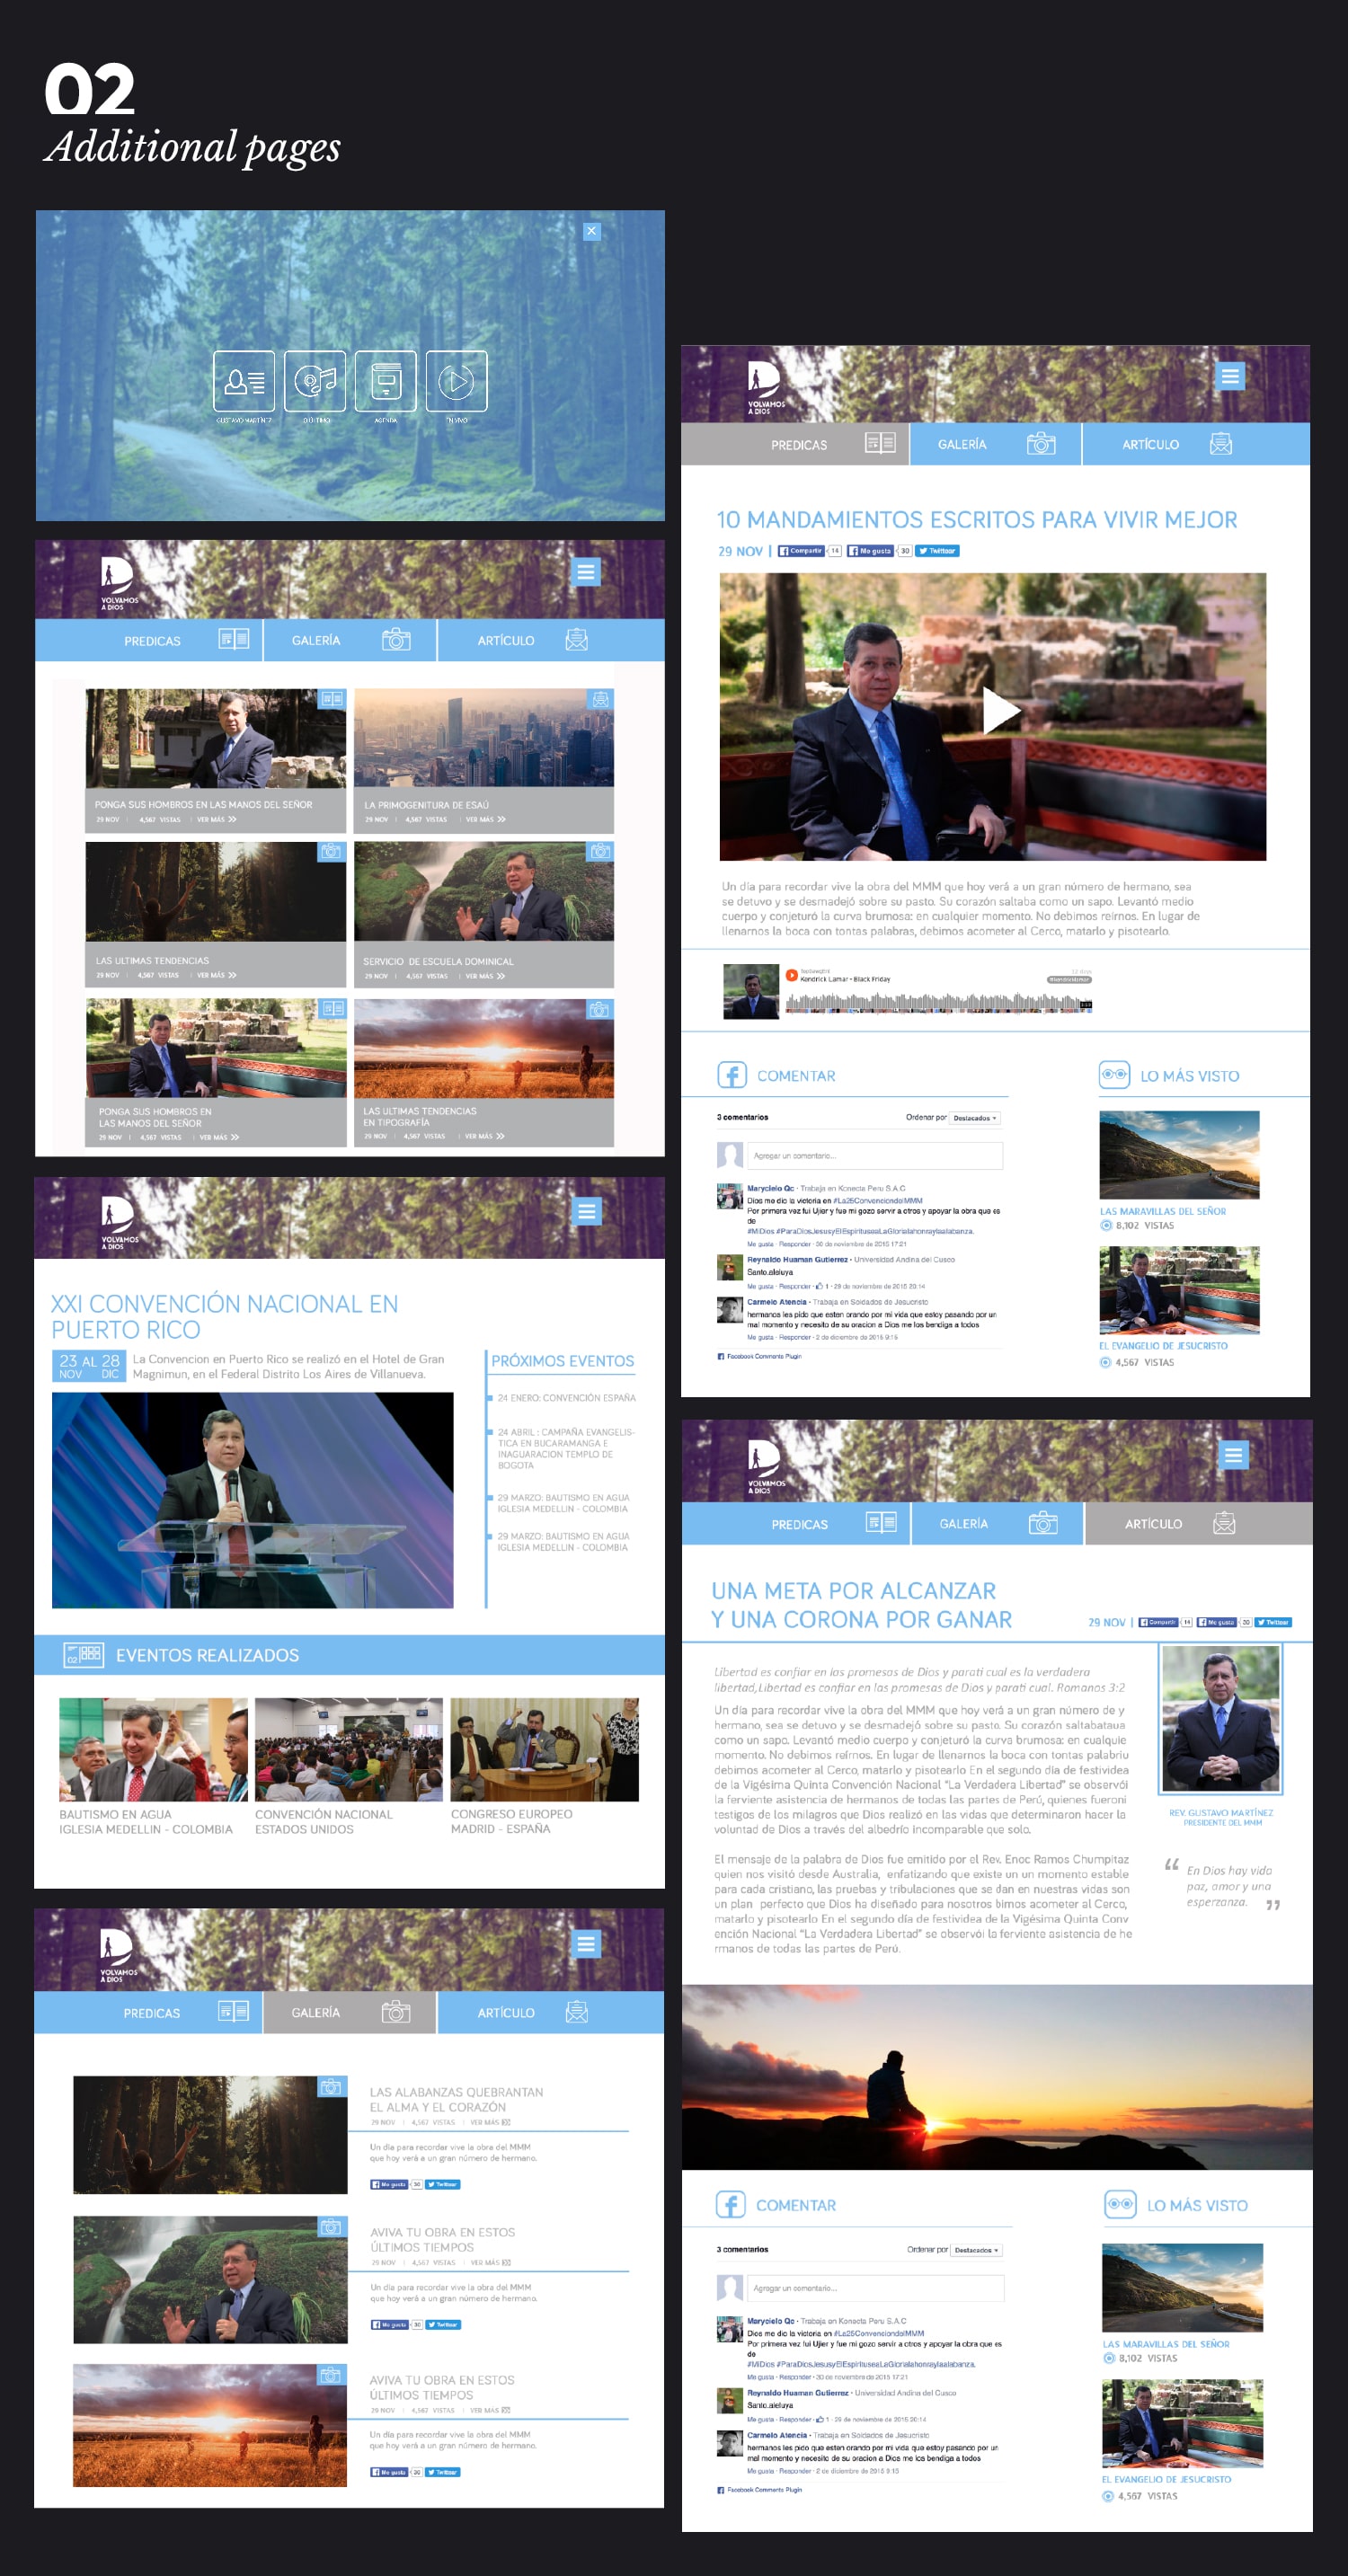 02
Additional pages
GUSTAVO MARTÍNEZ
AGENDA
EN VIVO
VOLVAMOS
A DIOS
PREDICAS
GALERÍA
ARTÍCULO
PONGA SUS HOMBROS EN LAS MANOS DEL SEÑOR
29 NOV | 4,567 VISTAS | VER MÁS
LA PRIMOGENITURA DE ESAÚ
29 NOV | 4,567 VISTAS | VER MÁS
LAS ULTIMAS TENDENCIAS
29 NOV | 4,567 VISTAS | VER MÁS
SERVICIO DE ESCUELA DOMINICAL
29 NOV | 4,567 VISTAS | VER MÁS
PONGA SUS HOMBROS EN
LAS MANOS DEL SEÑOR
29 NOV | 4,567 VISTAS | VER MÁS
LAS ULTIMAS TENDENCIAS
EN TIPOGRAFÍA
29 NOV | 4,567 VISTAS | VER MÁS
VOLVAMOS
A DIOS
XXI CONVENCIÓN NACIONAL EN
PUERTO RICO
23 AL 28
NOV DIC
La Convencion en Puerto Rico se realizó en el Hotel de Gran
Magnimun, en el Federal Distrito Los Aires de Villanueva.
PRÓXIMOS EVENTOS
24 ENERO: CONVENCIÓN ESPAÑA
24 ABRIL : CAMPAÑA EVANGELIS-
TICA EN BUCARAMANGA E
INAGUARACION TEMPLO DE
BOGOTA
29 MARZO: BAUTISMO EN AGUA
IGLESIA MEDELLIN - COLOMBIA
29 MARZO: BAUTISMO EN AGUA
IGLESIA MEDELLIN - COLOMBIA
02
EVENTOS REALIZADOS
BAUTISMO EN AGUA
IGLESIA MEDELLIN - COLOMBIA
CONVENCIÓN NACIONAL
ESTADOS UNIDOS
CONGRESO EUROPEO
MADRID - ESPAÑA
VOLVAMOS
A DIOS
PREDICAS
GALERÍA
ARTÍCULO
LAS ALABANZAS QUEBRANTAN
EL ALMA Y EL CORAZÓN
29 NOV | 4,567 VISTAS | VER MÁS
Un día para recordar vive la obra del MMM
que hoy verá a un gran número de hermano.
Me gusta 30 Twittear
AVIVA TU OBRA EN ESTOS
ÚLTIMOS TIEMPOS
29 NOV | 4,567 VISTAS | VER MÁS
Un día para recordar vive la obra del MMM
que hoy verá a un gran número de hermano.
Me gusta 30 Twittear
AVIVA TU OBRA EN ESTOS
ÚLTIMOS TIEMPOS
29 NOV | 4,567 VISTAS | VER MÁS
Un día para recordar vive la obra del MMM
que hoy verá a un gran número de hermano.
Me gusta 30 Twittear
VOLVAMOS
A DIOS
PREDICAS
GALERÍA
ARTÍCULO
10 MANDAMIENTOS ESCRITOS PARA VIVIR MEJOR
29 NOV | Compartir 14 Me gusta 30 Twittear
Un día para recordar vive la obra del MMM que hoy verá a un gran número de hermano, sea
se detuvo y se desmadejó sobre su pasto. Su corazón saltaba como un sapo. Levantó medio
cuerpo y conjeturó la curva brumosa: en cualquier momento. No debimos reírnos. En lugar de
llenarnos la boca con tontas palabras, debimos acometer al Cerco, matarlo y pisotearlo.
Kendrick Lamar - Black Friday
COMENTAR
3 comentarios
Ordenar por Destacados
Agregar un comentario...
Marycielo Qc - Trabaja en Konecta Peru S.A.C
Dios me dio la victoria en #La25ConvenciondelMMM
Por primera vez fui Ujier y fue mi gozo servir a otros y apoyar la obra que es
de
#MiDios #ParaDiosJesusyElEspiritusealaGlorialahonraylaalabanza.
Me gusta · Responder · 30 de noviembre de 2015 17:21
Reynaldo Huaman Gutierrez · Universidad Andina del Cusco
Santo.aleluya
Me gusta · Responder · 1 · 29 de noviembre de 2015 20:14
Carmelo Atencia · Trabaja en Soldados de Jesucristo
hermanos les pido que esten orando por mi vida que estoy pasando por un
mal momento y necesito de su oracion a Dios me los bendiga a todos
Me gusta · Responder · 2 de diciembre de 2015 9:15
Facebook Comments Plugin
LO MÁS VISTO
LAS MARAVILLAS DEL SEÑOR
8,102 VISTAS
EL EVANGELIO DE JESUCRISTO
4,567 VISTAS
VOLVAMOS
A DIOS
PREDICAS
GALERÍA
ARTÍCULO
UNA META POR ALCANZAR
Y UNA CORONA POR GANAR
29 NOV | Compartir 14 Me gusta 30 Twittear
Libertad es confiar en las promesas de Dios y parati cual es la verdadera
libertad,Libertad es confiar en las promesas de Dios y parati cual. Romanos 3:2
Un día para recordar vive la obra del MMM que hoy verá a un gran número de y
hermano, sea se detuvo y se desmadejó sobre su pasto. Su corazón saltabataua
como un sapo. Levantó medio cuerpo y conjeturó la curva brumosa: en cualquie
momento. No debimos reírnos. En lugar de llenarnos la boca con tontas palabriu
debimos acometer al Cerco, matarlo y pisotearlo En el segundo día de festividea
de la Vigésima Quinta Convención Nacional "La Verdadera Libertad" se observói
la ferviente asistencia de hermanos de todas las partes de Perú, quienes fueroni
testigos de los milagros que Dios realizó en las vidas que determinaron hacer la
voluntad de Dios a través del albedrío incomparable que solo.
El mensaje de la palabra de Dios fue emitido por el Rev. Enoc Ramos Chumpitaz
quien nos visitó desde Australia, enfatizando que existe un un momento estable
para cada cristiano, las pruebas y tribulaciones que se dan en nuestras vidas son
un plan perfecto que Dios ha diseñado para nosotros bimos acometer al Cerco,
matarlo y pisotearlo En el segundo día de festividea de la Vigésima Quinta Conv
ención Nacional "La Verdadera Libertad" se observói la ferviente asistencia de he
rmanos de todas las partes de Perú.
REV. GUSTAVO MARTÍNEZ
PRESIDENTE DEL MMM
“ En Dios hay vida
paz, amor y una
esperzanza. ”
COMENTAR
3 comentarios
Ordenar por Destacados
Agregar un comentario...
Marycielo Qc - Trabaja en Konecta Peru S.A.C
Dios me dio la victoria en #La25ConvenciondelMMM
Por primera vez fui Ujier y fue mi gozo servir a otros y apoyar la obra que es
de
#MiDios #ParaDiosJesusyElEspiritusealaGlorialahonraylaalabanza.
Me gusta · Responder · 30 de noviembre de 2015 17:21
Reynaldo Huaman Gutierrez · Universidad Andina del Cusco
Santo.aleluya
Me gusta · Responder · 1 · 29 de noviembre de 2015 20:14
Carmelo Atencia · Trabaja en Soldados de Jesucristo
hermanos les pido que esten orando por mi vida que estoy pasando por un
mal momento y necesito de su oracion a Dios me los bendiga a todos
Me gusta · Responder · 2 de diciembre de 2015 9:15
Facebook Comments Plugin
LO MÁS VISTO
LAS MARAVILLAS DEL SEÑOR
8,102 VISTAS
EL EVANGELIO DE JESUCRISTO
4,567 VISTAS